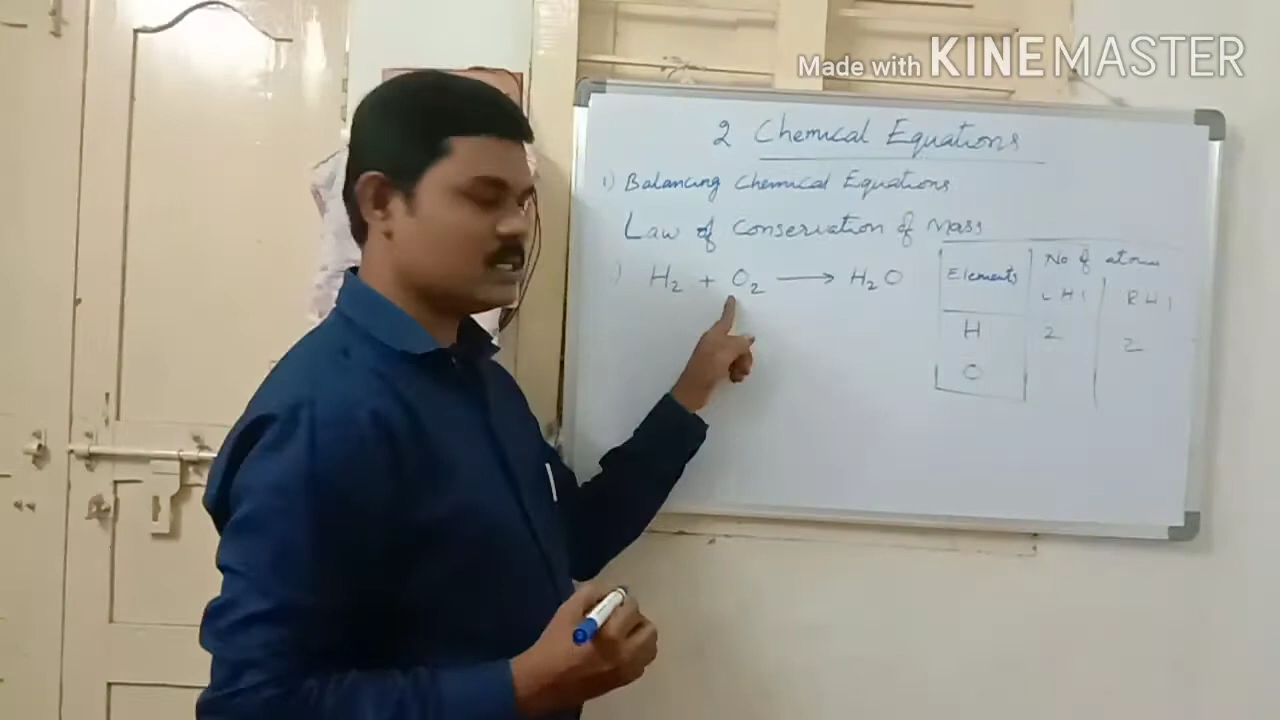 Made with KINEMASTER
2 Chemical Equations
1) Balancing Chemical Equations
Law of Conservation of Mass
1) H₂ + O₂ → H₂O
Elements No of atoms
LHS RHS
H 2 2
O